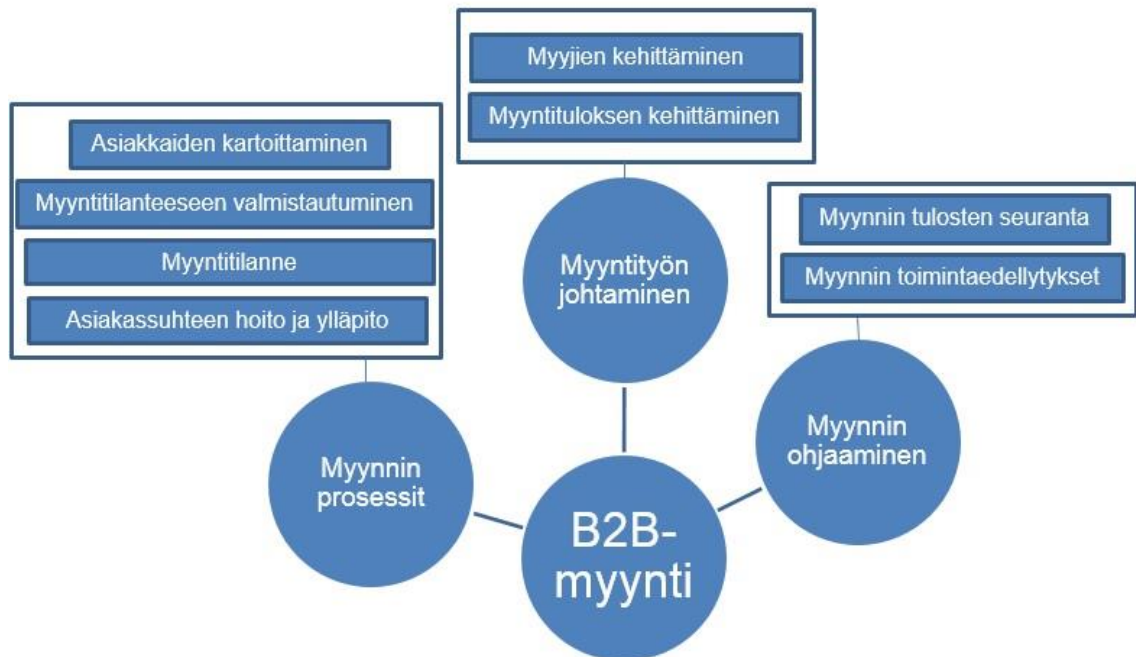 Myyjien kehittäminen
Myyntituloksen kehittäminen
Asiakkaiden kartoittaminen
Myyntitilanteeseen valmistautuminen
Myyntitilanne
Asiakassuhteen hoito ja ylläpito
Myynnin tulosten seuranta
Myynnin toimintaedellytykset
Myyntityön
johtaminen
Myynnin
ohjaaminen
Myynnin
prosessit
B2B-
myynti